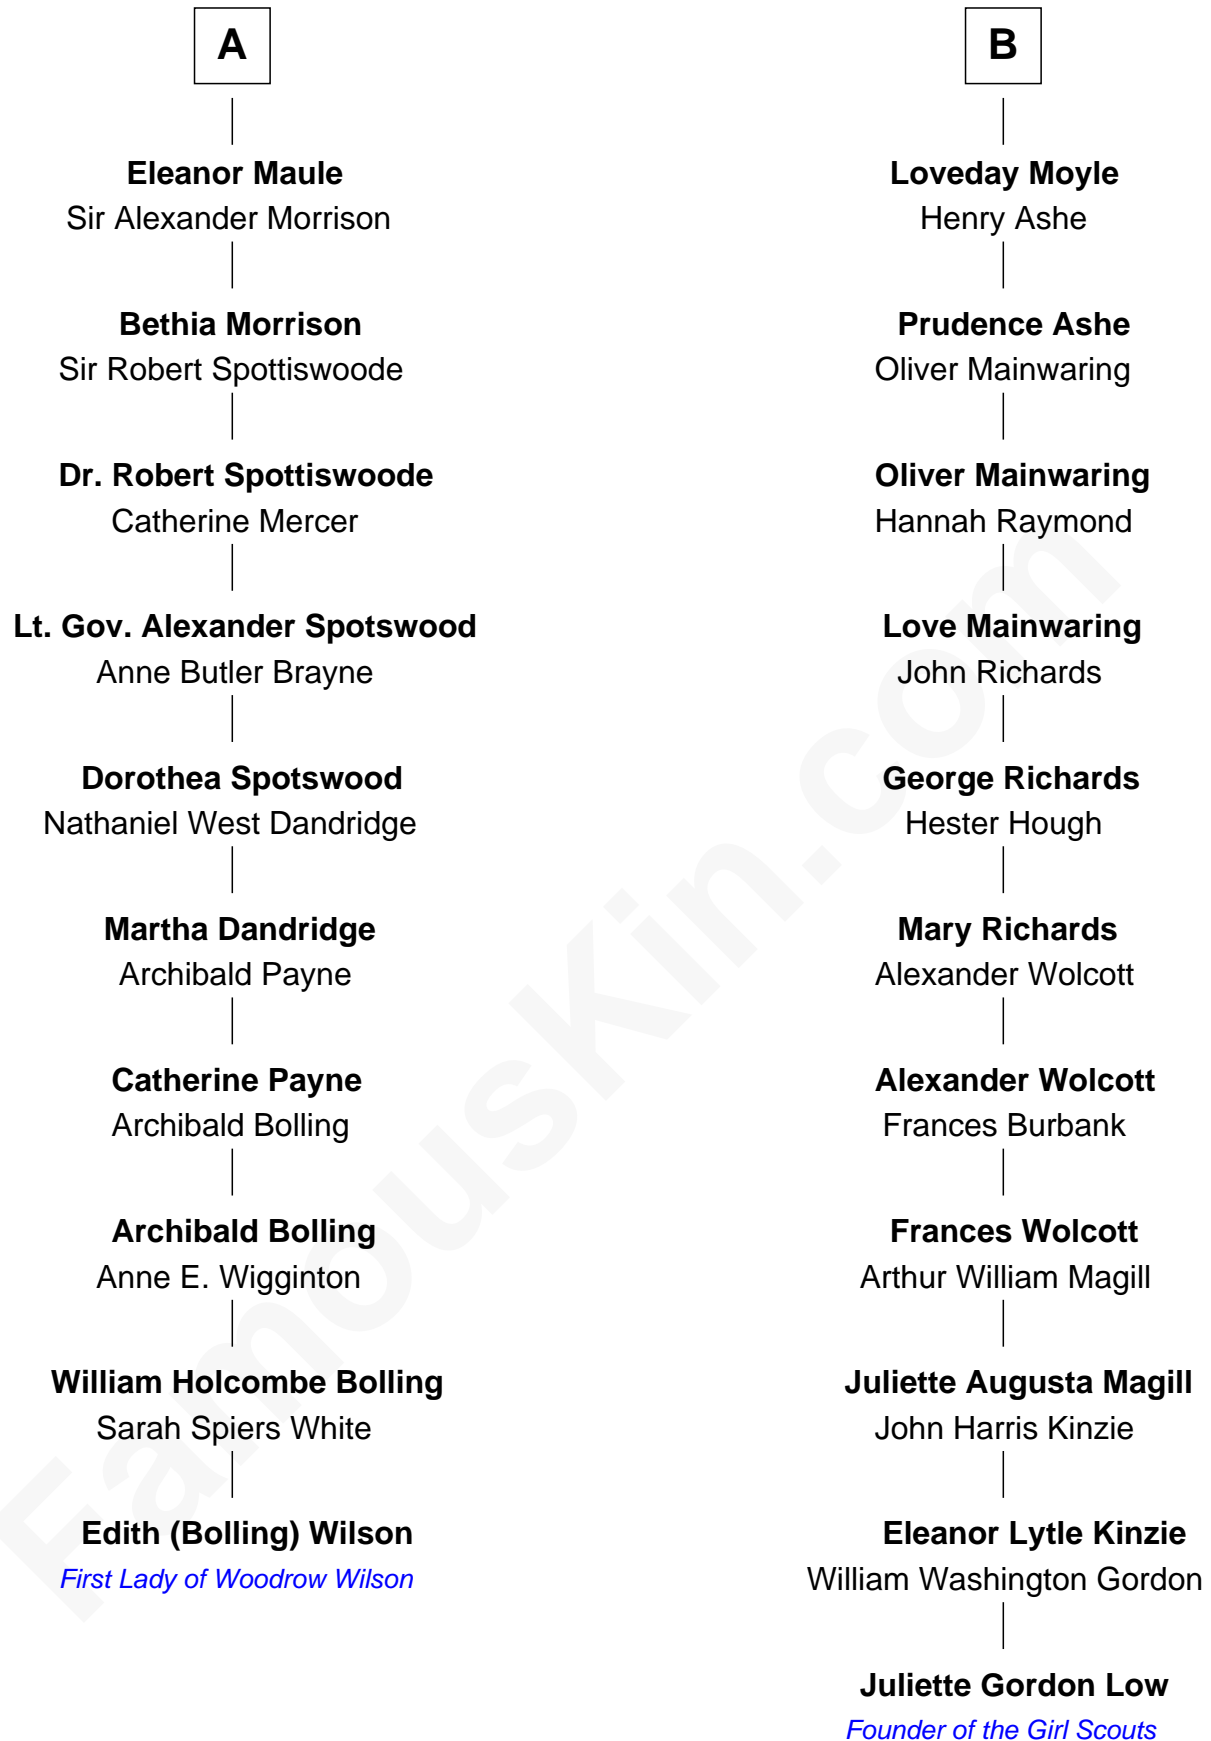 A
Eleanor Maule
Sir Alexander Morrison
Bethia Morrison
Sir Robert Spottiswoode
Dr. Robert Spottiswoode
Catherine Mercer
Lt. Gov. Alexander Spotswood
Anne Butler Brayne
Dorothea Spotswood
Nathaniel West Dandridge
Martha Dandridge
Archibald Payne
Catherine Payne
Archibald Bolling
Archibald Bolling
Anne E. Wigginton
William Holcombe Bolling
Sarah Spiers White
Edith (Bolling) Wilson
First Lady of Woodrow Wilson
B
Loveday Moyle
Henry Ashe
Prudence Ashe
Oliver Mainwaring
Oliver Mainwaring
Hannah Raymond
Love Mainwaring
John Richards
George Richards
Hester Hough
Mary Richards
Alexander Wolcott
Alexander Wolcott
Frances Burbank
Frances Wolcott
Arthur William Magill
Juliette Augusta Magill
John Harris Kinzie
Eleanor Lytle Kinzie
William Washington Gordon
Juliette Gordon Low
Founder of the Girl Scouts
FamousKin.com